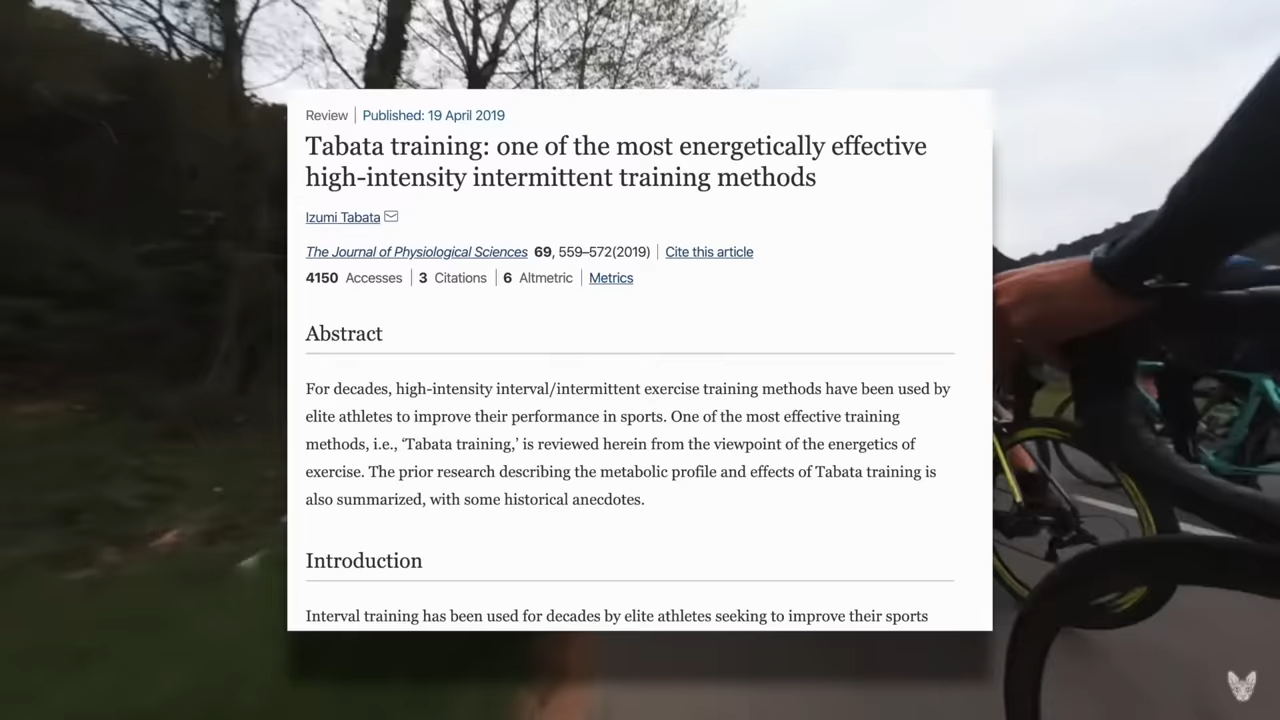 Review | Published: 19 April 2019
Tabata training: one of the most energetically effective
high-intensity intermittent training methods
Izumi Tabata
The Journal of Physiological Sciences 69, 559–572(2019) | Cite this article
4150 Accesses | 3 Citations | 6 Altmetric | Metrics
Abstract
For decades, high-intensity interval/intermittent exercise training methods have been used by
elite athletes to improve their performance in sports. One of the most effective training
methods, i.e., ‘Tabata training,’ is reviewed herein from the viewpoint of the energetics of
exercise. The prior research describing the metabolic profile and effects of Tabata training is
also summarized, with some historical anecdotes.
Introduction
Interval training has been used for decades by elite athletes seeking to improve their sports